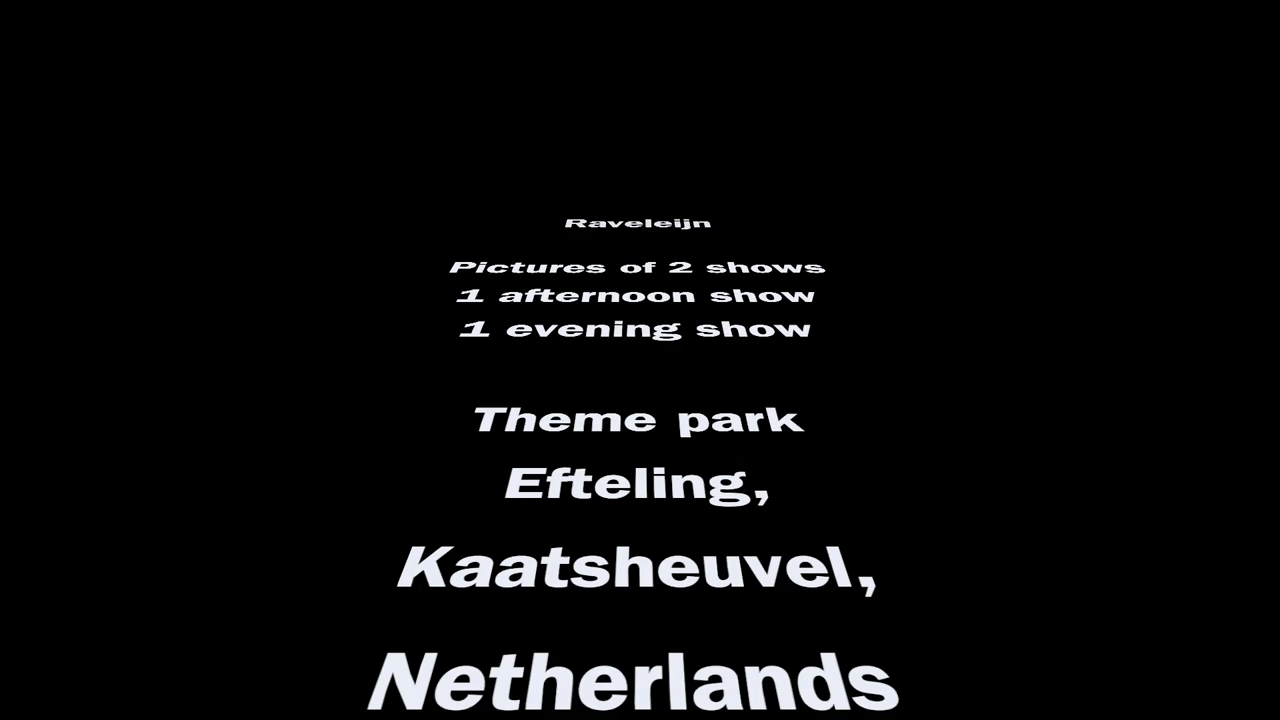 Raveleijn
Pictures of 2 shows
1 afternoon show
1 evening show
Theme park
Efteling,
Kaatsheuvel,
Netherlands